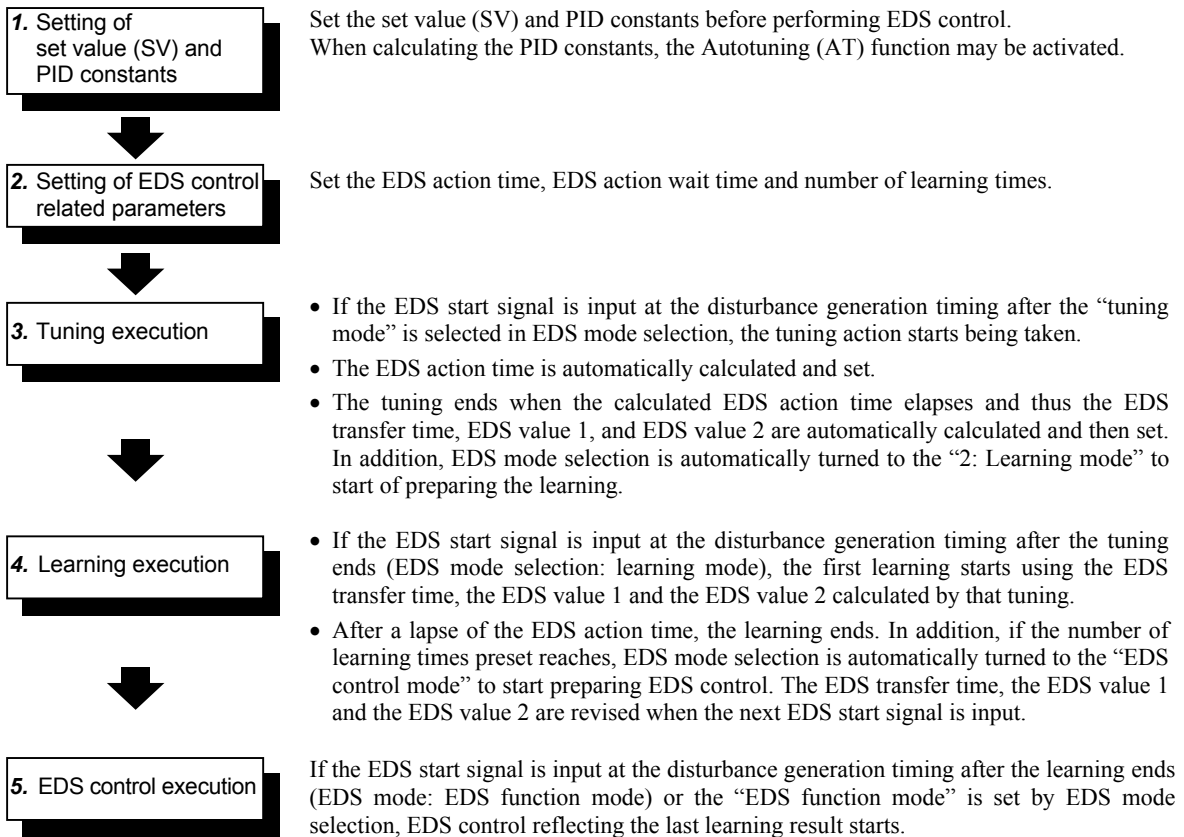 1. Setting of
set value (SV) and
PID constants
Set the set value (SV) and PID constants before performing EDS control.
When calculating the PID constants, the Autotuning (AT) function may be activated.
2. Setting of EDS control
related parameters
Set the EDS action time, EDS action wait time and number of learning times.
3. Tuning execution
• If the EDS start signal is input at the disturbance generation timing after the “tuning
mode” is selected in EDS mode selection, the tuning action starts being taken.
• The EDS action time is automatically calculated and set.
• The tuning ends when the calculated EDS action time elapses and thus the EDS
transfer time, EDS value 1, and EDS value 2 are automatically calculated and then set.
In addition, EDS mode selection is automatically turned to the “2: Learning mode” to
start of preparing the learning.
4. Learning execution
• If the EDS start signal is input at the disturbance generation timing after the tuning
ends (EDS mode selection: learning mode), the first learning starts using the EDS
transfer time, the EDS value 1 and the EDS value 2 calculated by that tuning.
• After a lapse of the EDS action time, the learning ends. In addition, if the number of
learning times preset reaches, EDS mode selection is automatically turned to the “EDS
control mode” to start preparing EDS control. The EDS transfer time, the EDS value 1
and the EDS value 2 are revised when the next EDS start signal is input.
5. EDS control execution
If the EDS start signal is input at the disturbance generation timing after the learning ends
(EDS mode: EDS function mode) or the “EDS function mode” is set by EDS mode
selection, EDS control reflecting the last learning result starts.